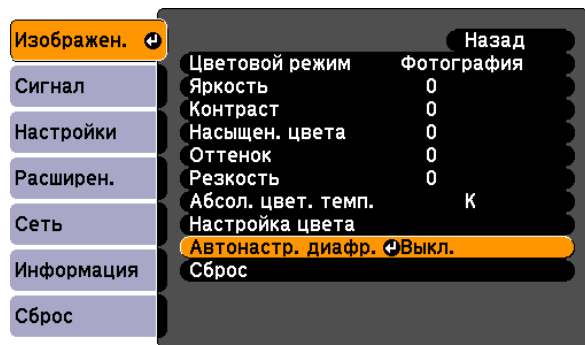 Изображен.
Сигнал
Настройки
Расширен.
Сеть
Информация
Сброс
Назад
Цветовой режим Фотография
Яркость 0
Контраст 0
Насыщен. цвета 0
Оттенок 0
Резкость 0
Абсол. цвет. темп. K
Настройка цвета
Автонастр. диафр. Выкл.
Сброс